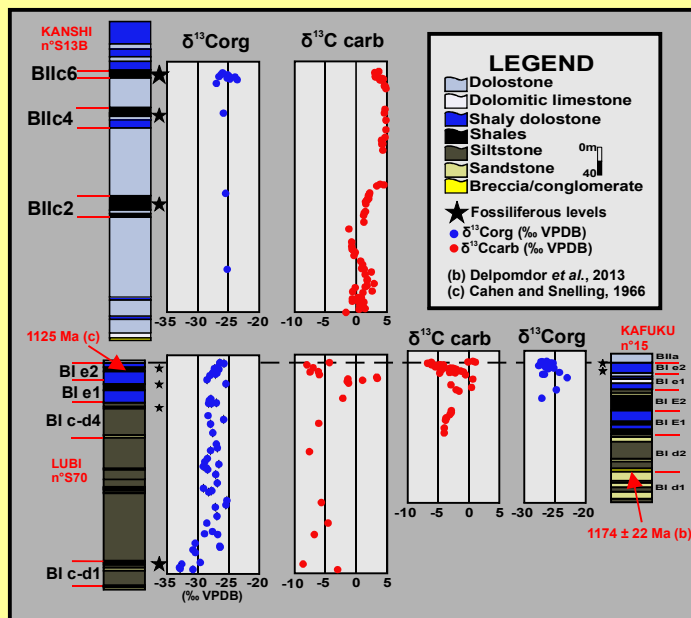 KANSHI
n°S13B
δ¹³Corg
δ¹³C carb
BIIc6
BIIc4
BIIc2
-35 -30 -25 -20
-10 -5 0 5
LEGEND
Dolostone
Dolomitic limestone
Shaly dolostone
Shales
Siltstone
Sandstone
Breccia/conglomerate
0m
40
Fossiliferous levels
δ¹³Corg (‰ VPDB)
δ¹³Ccarb (‰ VPDB)
(b) Delpomdor et al., 2013
(c) Cahen and Snelling, 1966
1125 Ma (c)
BI e2
BI e1
BI c-d4
LUBI
n°S70
BI c-d1
-35 -30 -25 -20
(‰ VPDB)
-10 -5 0 5
δ¹³C carb
-10 -5 0 5
δ¹³Corg
-30 -25 -20
KAFUKU
n°15
BIIa
BI e2
BI e1
BI E2
BI E1
BI d2
BI d1
1174 ± 22 Ma (b)